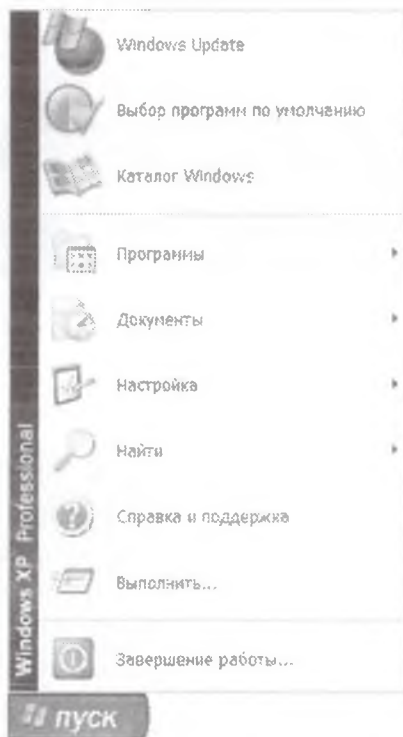 Windows Update
Выбор программ по умолчанию
Каталог Windows
Программы
Документы
Настройка
Найти
Справка и поддержка
Выполнить...
Завершение работы...
Windows XP Professional
пуск